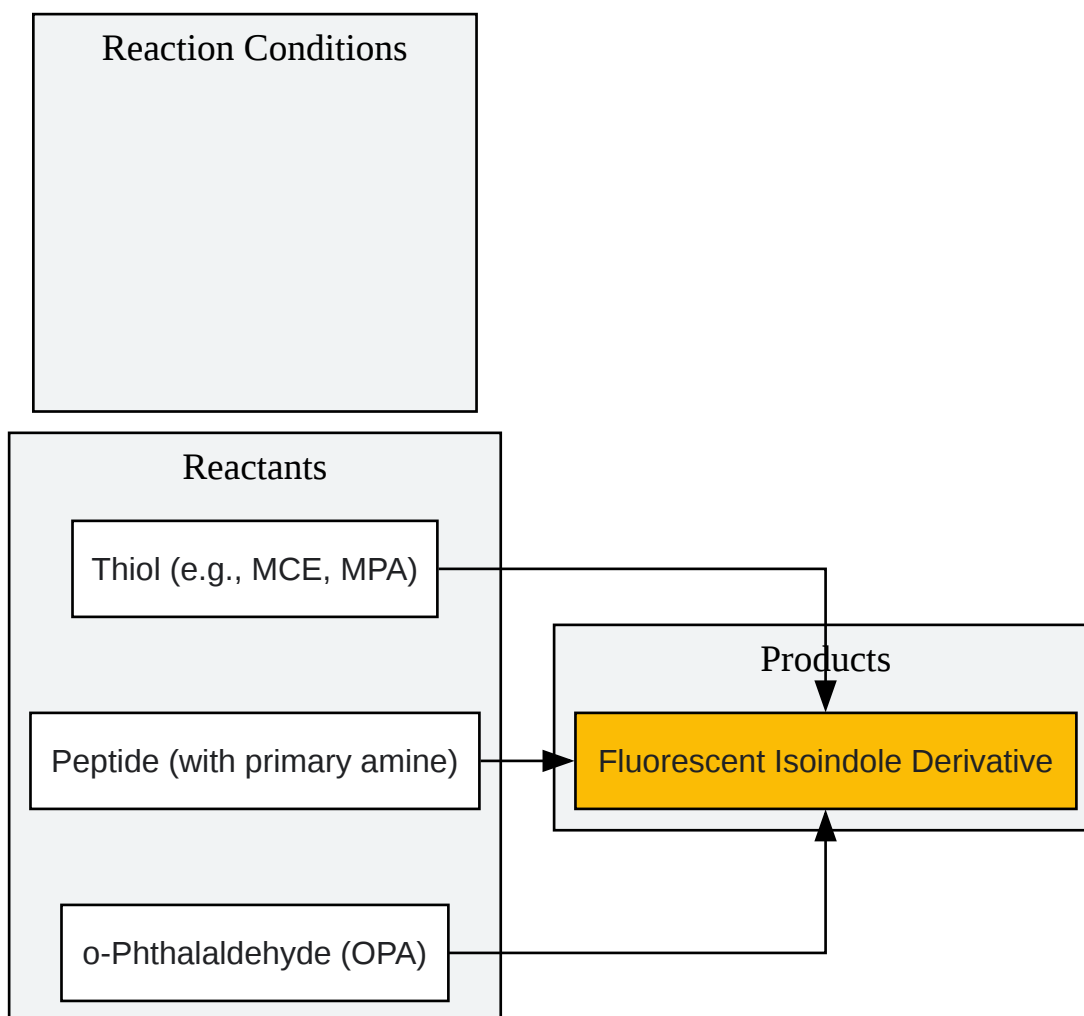 Reaction Conditions
Reactants
Thiol (e.g., MCE, MPA)
Products
Peptide (with primary amine)
Fluorescent Isoindole Derivative
o-Phthalaldehyde (OPA)